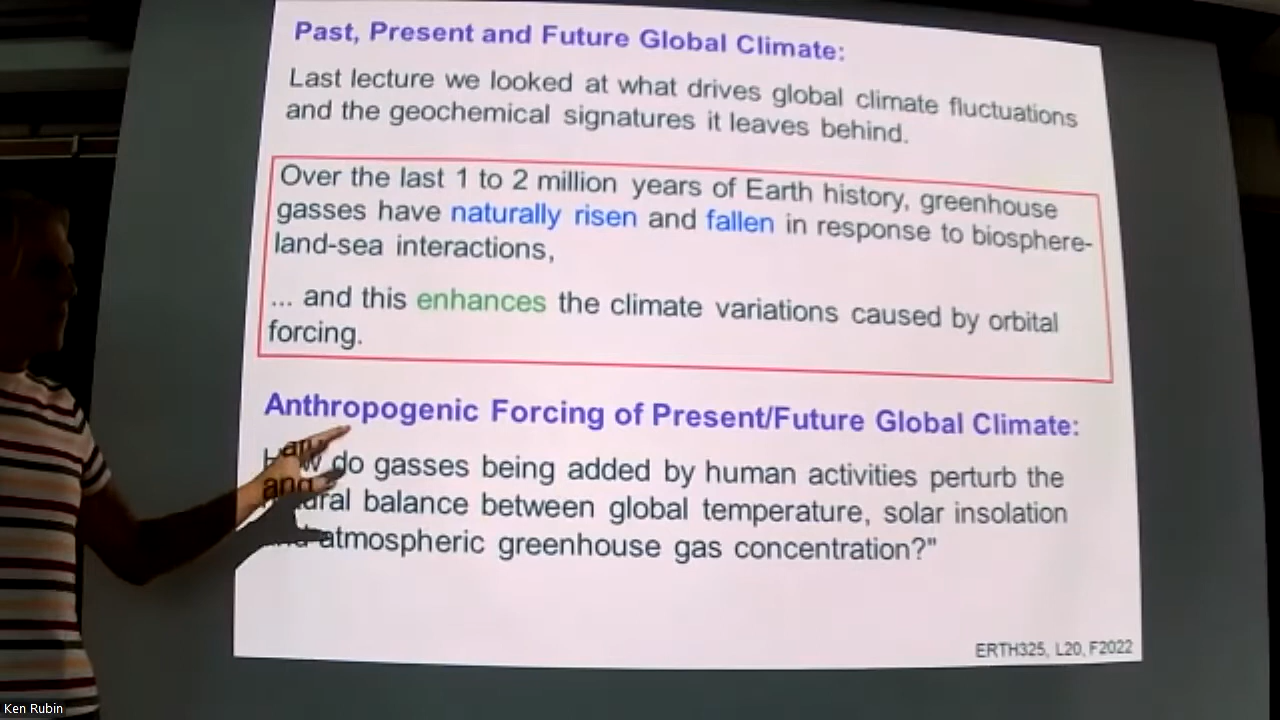 Past, Present and Future Global Climate:
Last lecture we looked at what drives global climate fluctuations
and the geochemical signatures it leaves behind.
Over the last 1 to 2 million years of Earth history, greenhouse
gasses have naturally risen and fallen in response to biosphere-
land-sea interactions,
... and this enhances the climate variations caused by orbital
forcing.
Anthropogenic Forcing of Present/Future Global Climate:
do gasses being added by human activities perturb the
balance between global temperature, solar insolation
atmospheric greenhouse gas concentration?"
ERTH325, L20, F2022
Ken Rubin